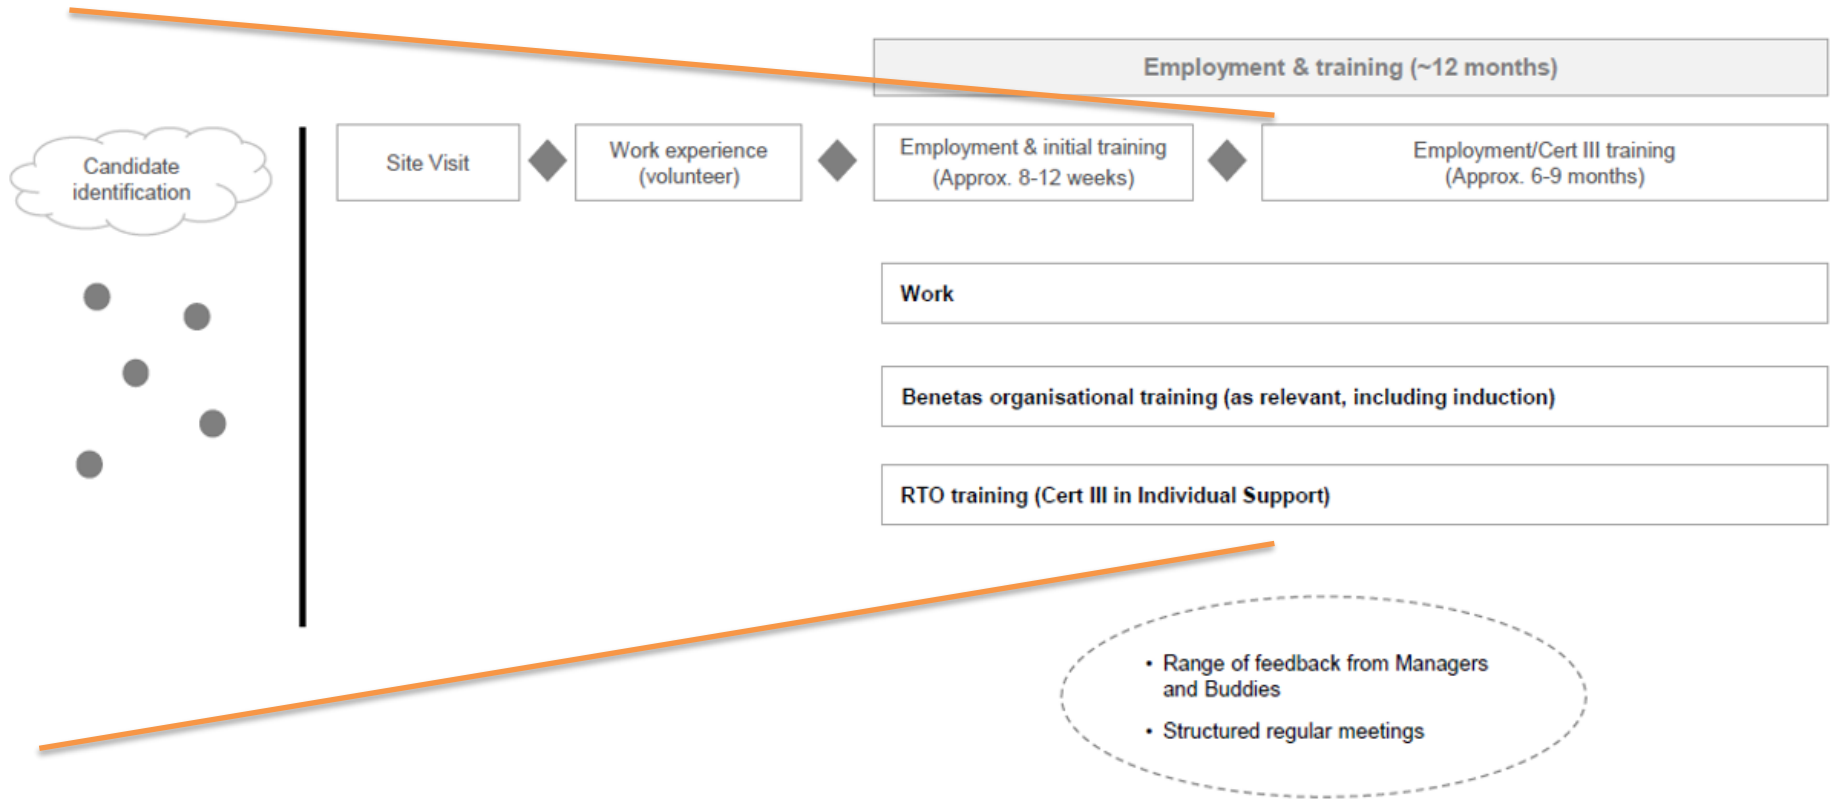 Employment & training (~12 months)
Candidate
identification
Site Visit
Work experience
(volunteer)
Employment & initial training
(Approx. 8-12 weeks)
Employment/Cert III training
(Approx. 6-9 months)
Work
Benetas organisational training (as relevant, including induction)
RTO training (Cert III in Individual Support)
• Range of feedback from Managers
and Buddies
• Structured regular meetings